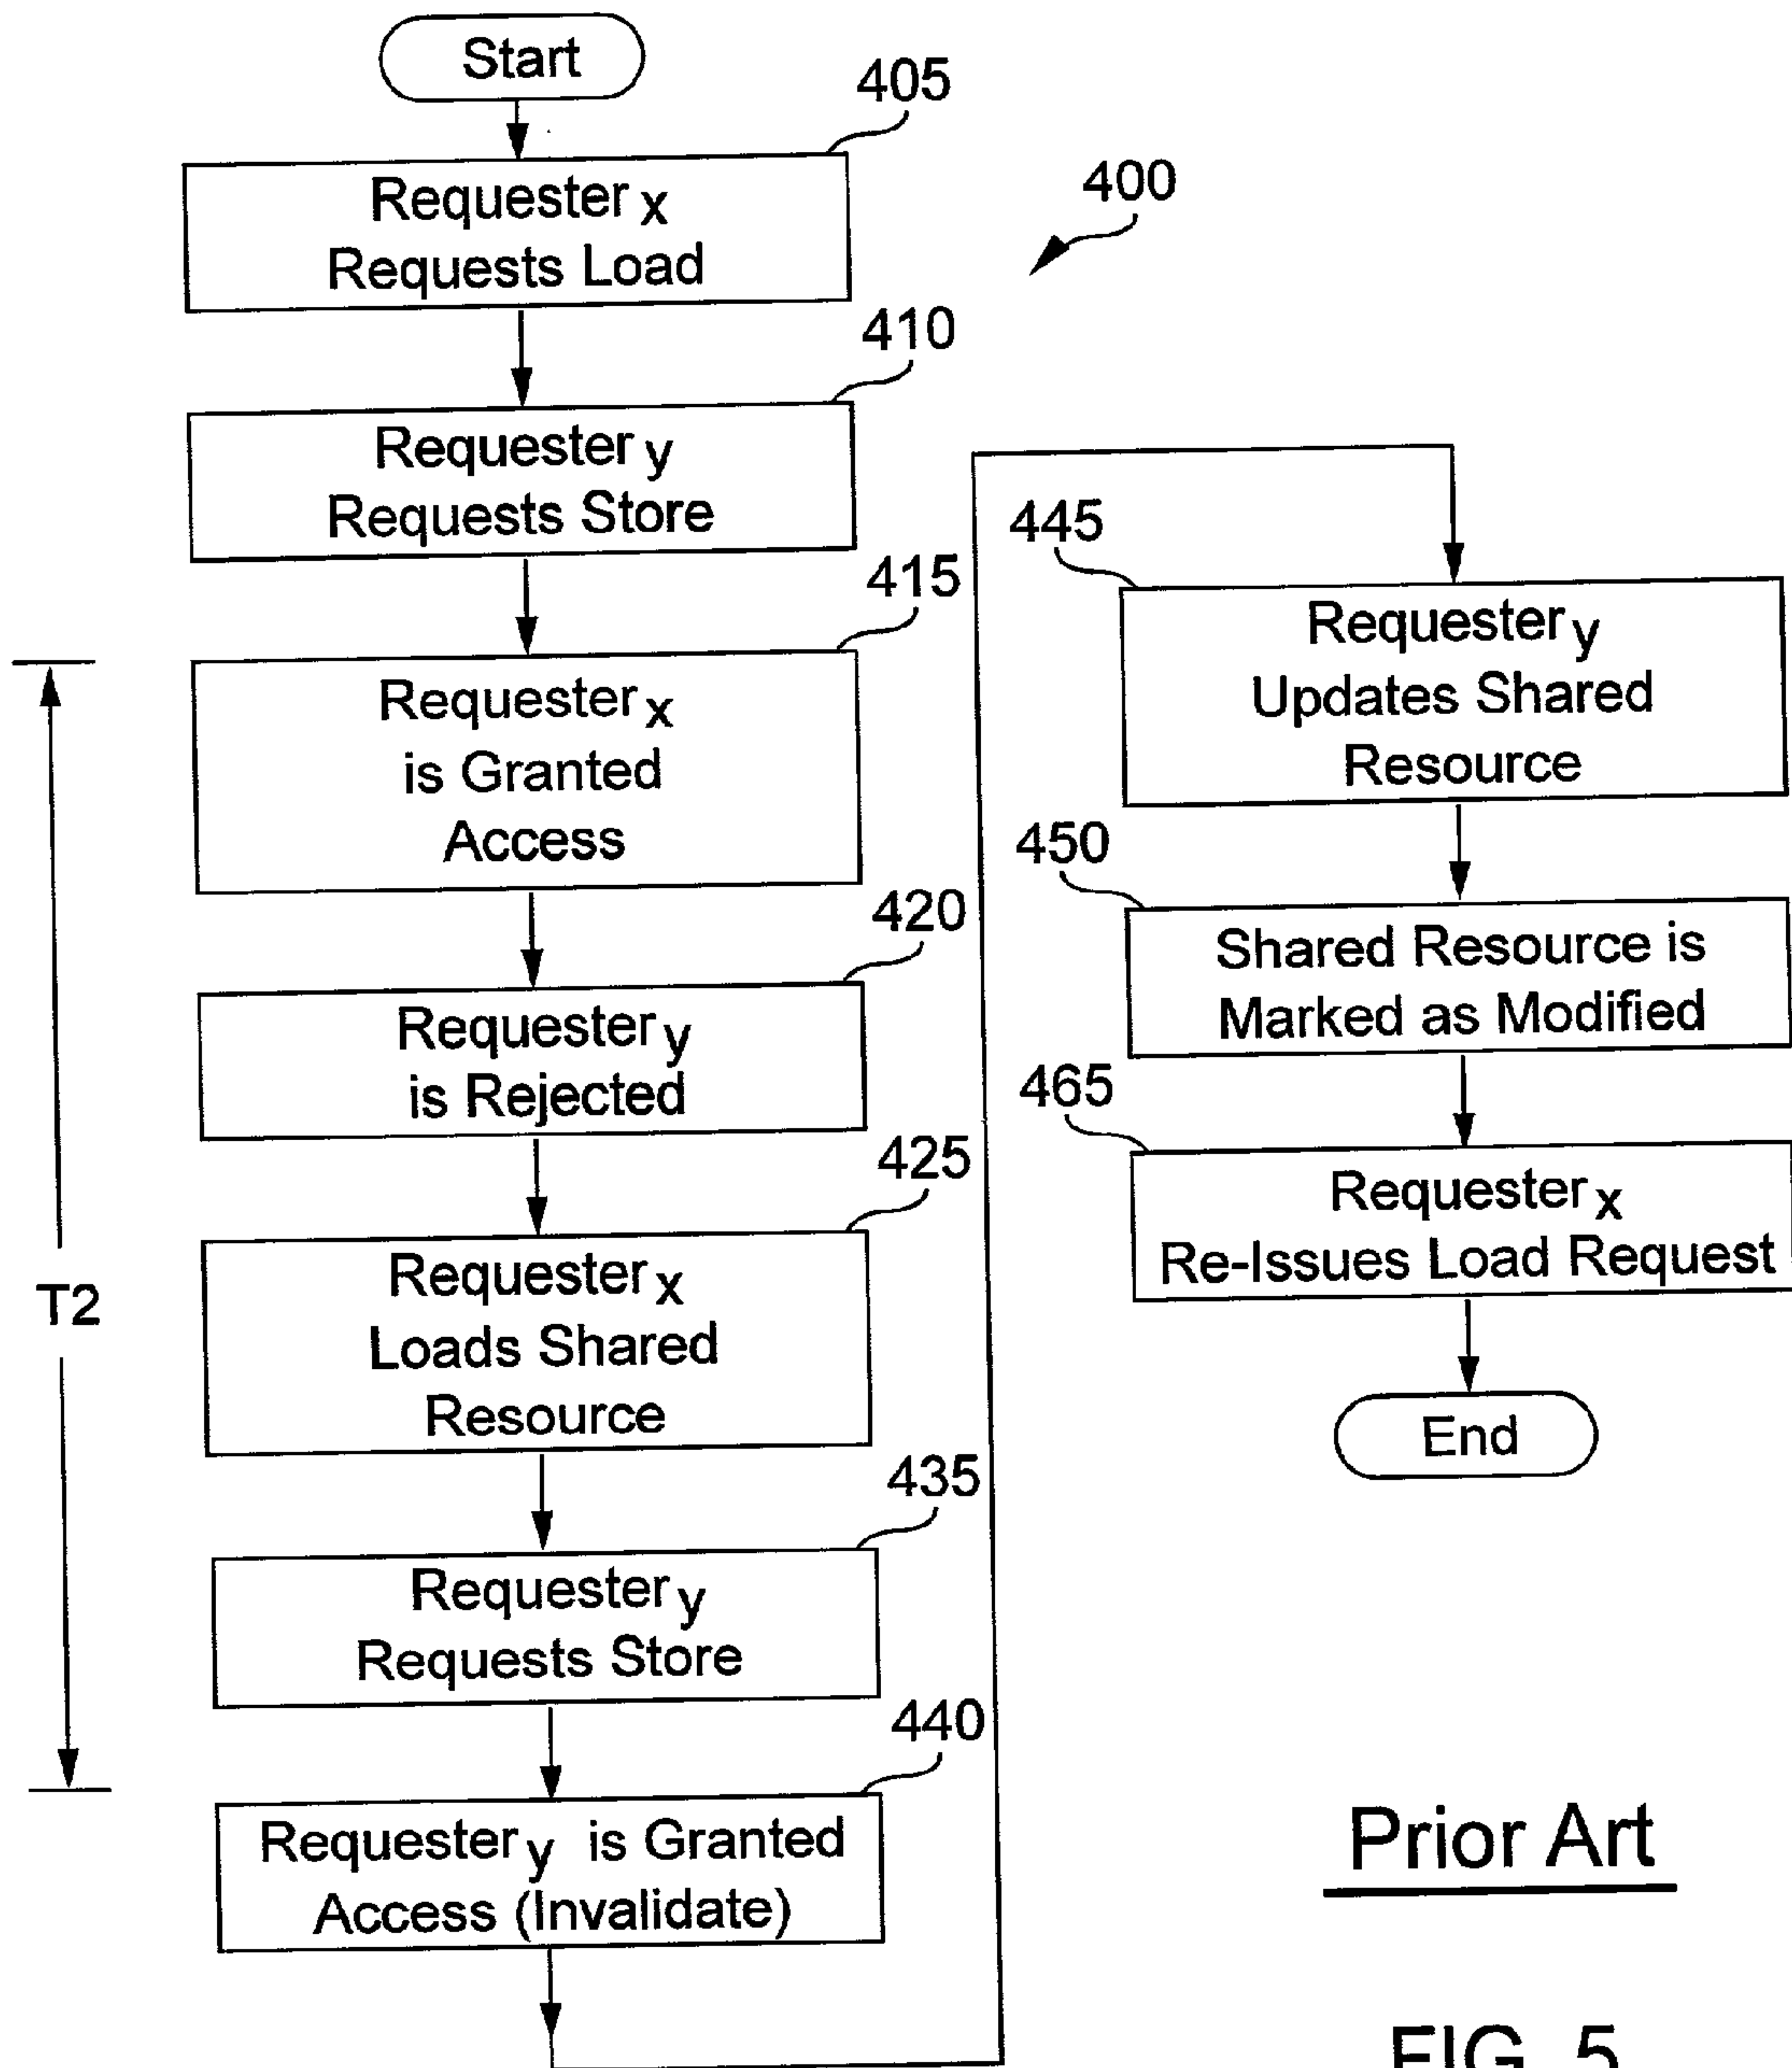 Start
405
Requester x
Requests Load
400
410
Requester y
Requests Store
415
Requester x
is Granted
Access
420
Requester y
is Rejected
425
Requester x
Loads Shared
Resource
T2
435
Requester y
Requests Store
440
Requester y is Granted
Access (Invalidate)
445
Requester y
Updates Shared
Resource
450
Shared Resource is
Marked as Modified
465
Requester x
Re-Issues Load Request
End
Prior Art
FIG. 5